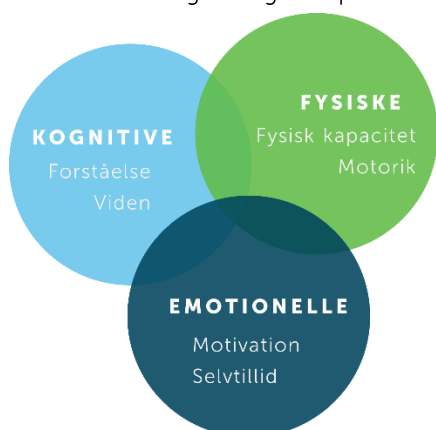 KOGNITIVE
Forståelse
Viden
FYSISKE
Fysisk kapacitet
Motorik
EMOTIONELLE
Motivation
Selvtillid